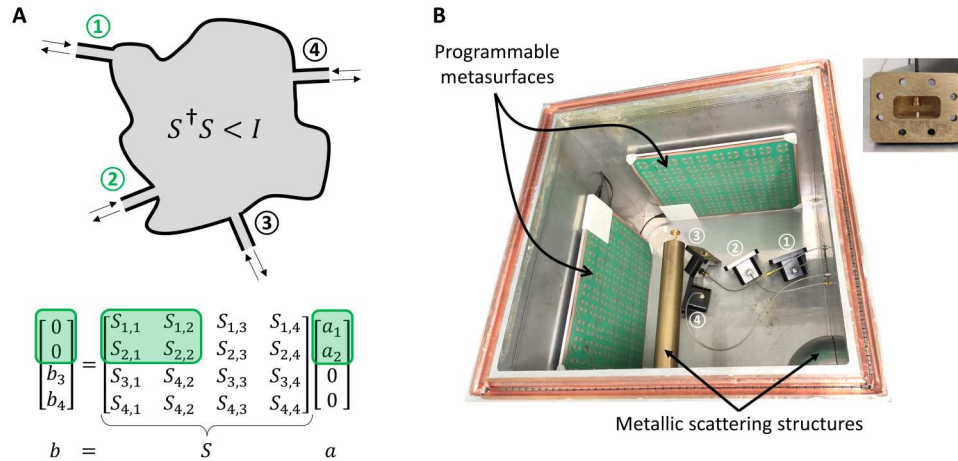 A
①
④
S†S < I
②
③
[0] [S1,1 S1,2 S1,3 S1,4] [a1]
[0] = [S2,1 S2,2 S2,3 S2,4] [a2]
[b3] [S3,1 S4,2 S3,3 S3,4] [0]
[b4] [S4,1 S4,2 S4,3 S4,4] [0]
b = S a
B
Programmable
metasurfaces
③ ② ①
④
Metallic scattering structures